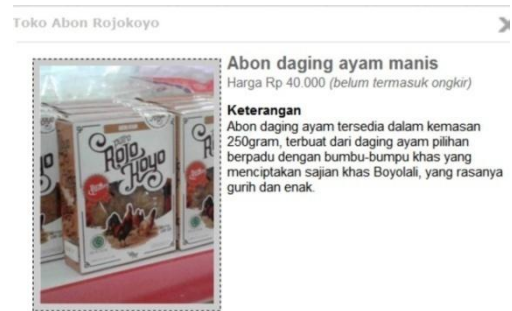 Toko Abon Rojokoyo
Abon daging ayam manis
Harga Rp 40.000 (belum termasuk ongkir)
Keterangan
Abon daging ayam tersedia dalam kemasan
250gram, terbuat dari daging ayam pilihan
berpadu dengan bumbu-bumpu khas yang
menciptakan sajian khas Boyolali, yang rasanya
gurih dan enak.
Rojo
Koyo